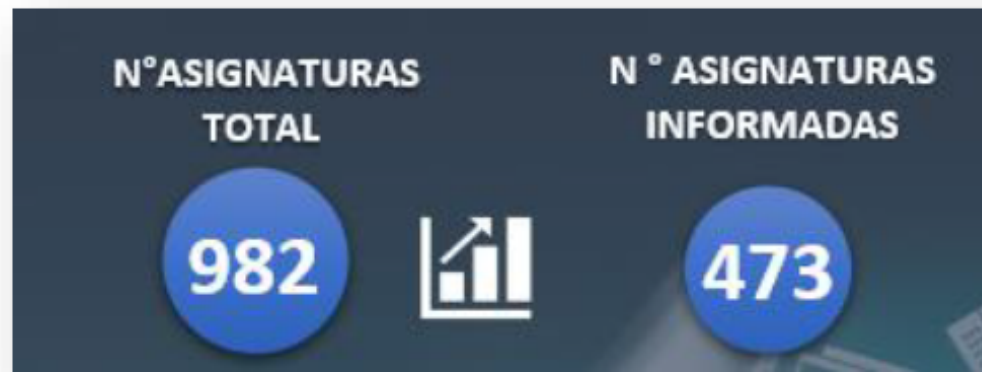 N°ASIGNATURAS
TOTAL
982
N ° ASIGNATURAS
INFORMADAS
473